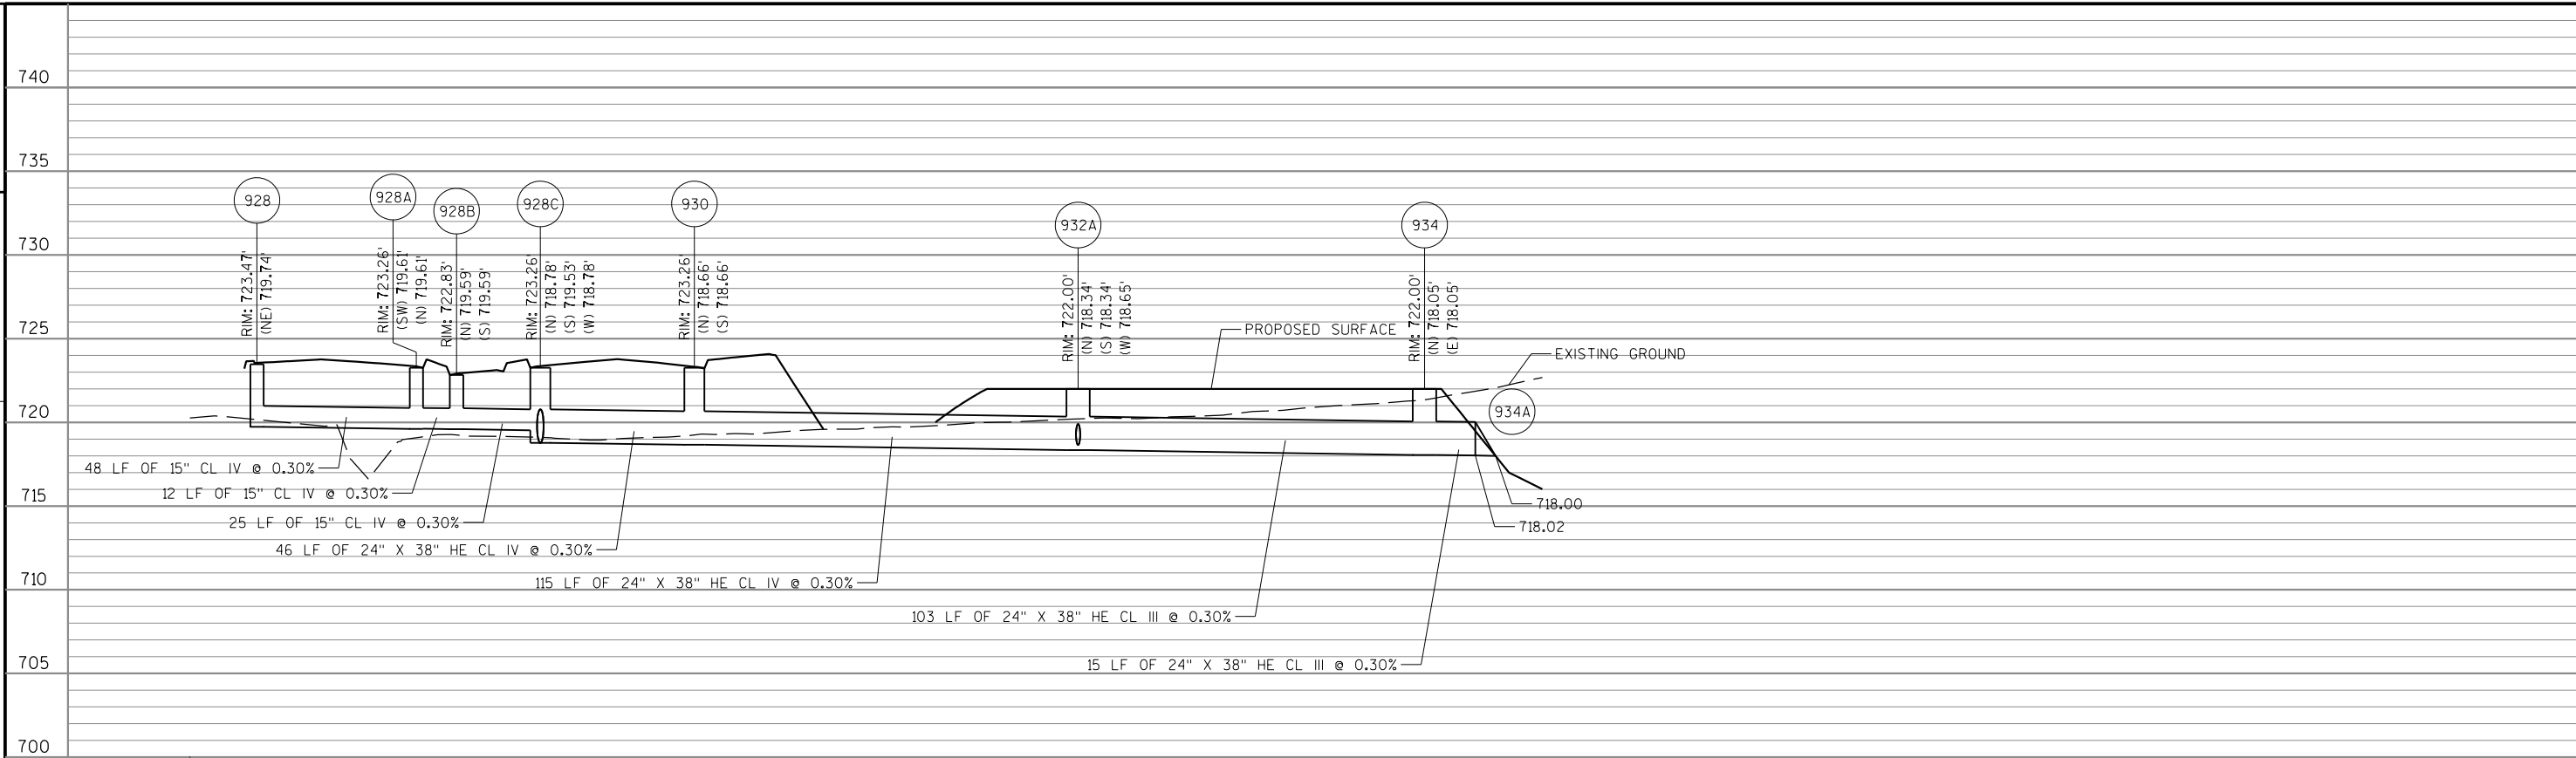 740
735
730
725
720
715
710
705
700
928
RIM: 723.47'
(NE) 719.74'
928A
RIM: 723.26'
(SW) 719.61'
(N) 719.61'
928B
RIM: 722.83'
(N) 719.59'
(S) 719.59'
928C
RIM: 723.26'
(N) 718.78'
(S) 719.53'
(W) 718.78'
930
RIM: 723.26'
(N) 718.66'
(S) 718.66'
932A
RIM: 722.00'
(N) 718.34'
(S) 718.34'
(W) 718.65'
934
RIM: 722.00'
(N) 718.05'
(E) 718.05'
PROPOSED SURFACE
EXISTING GROUND
934A
48 LF OF 15" CL IV @ 0.30%
12 LF OF 15" CL IV @ 0.30%
25 LF OF 15" CL IV @ 0.30%
46 LF OF 24" X 38" HE CL IV @ 0.30%
115 LF OF 24" X 38" HE CL IV @ 0.30%
103 LF OF 24" X 38" HE CL III @ 0.30%
15 LF OF 24" X 38" HE CL III @ 0.30%
718.00
718.02